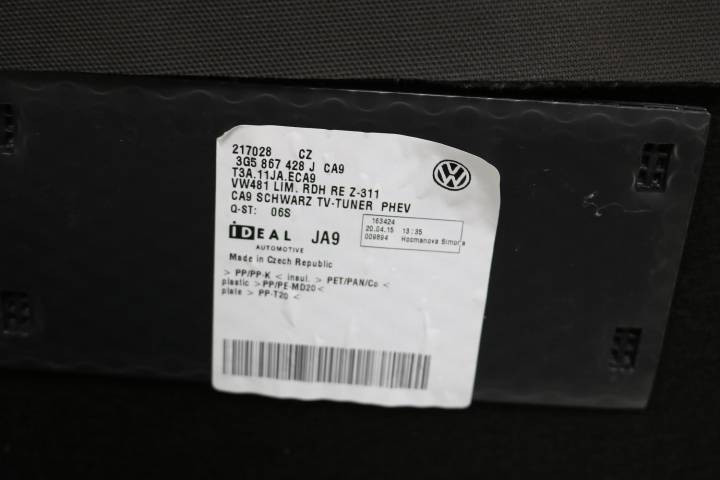 217028 CZ
3G5 867 428 J CA9
T3A.11JA.ECA9
VW481 LIM. RDH RE Z-311
CA9 SCHWARZ TV-TUNER PHEV
Q-ST: 06S
163424
20.04.15 13:35
009894 Hocmanova Simona
iDEAL JA9
AUTOMOTIVE
Made in Czech Republic
> PP/PP-K < insul. > PET/PAN/Co <
plastic >PP/PE-MD20<
plate > PP-T20 <